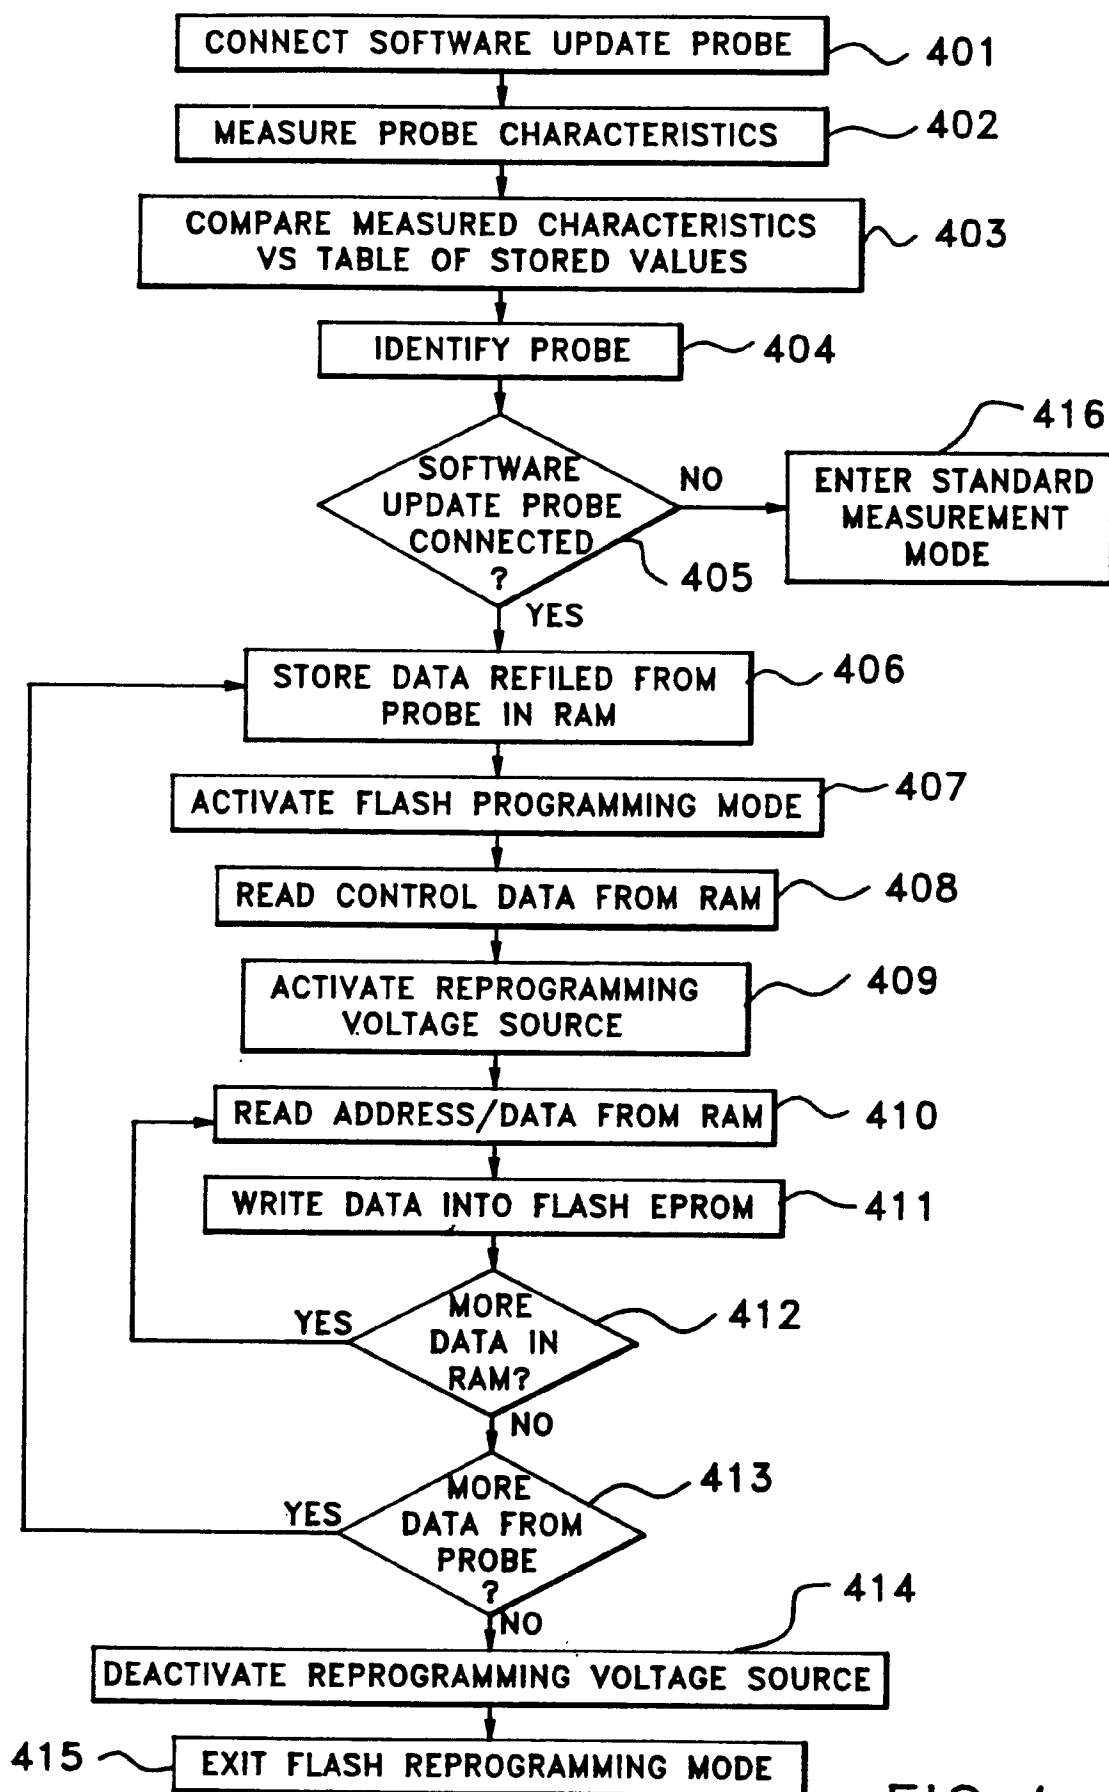 CONNECT SOFTWARE UPDATE PROBE
401
MEASURE PROBE CHARACTERISTICS
402
COMPARE MEASURED CHARACTERISTICS
VS TABLE OF STORED VALUES
403
IDENTIFY PROBE
404
SOFTWARE
UPDATE PROBE
CONNECTED
?
405
NO
416
ENTER STANDARD
MEASUREMENT
MODE
YES
STORE DATA REFILED FROM
PROBE IN RAM
406
ACTIVATE FLASH PROGRAMMING MODE
407
READ CONTROL DATA FROM RAM
408
ACTIVATE REPROGRAMMING
VOLTAGE SOURCE
409
READ ADDRESS/DATA FROM RAM
410
WRITE DATA INTO FLASH EPROM
411
YES
MORE
DATA IN
RAM?
412
NO
YES
MORE
DATA FROM
PROBE
?
413
NO
414
DEACTIVATE REPROGRAMMING VOLTAGE SOURCE
415
EXIT FLASH REPROGRAMMING MODE